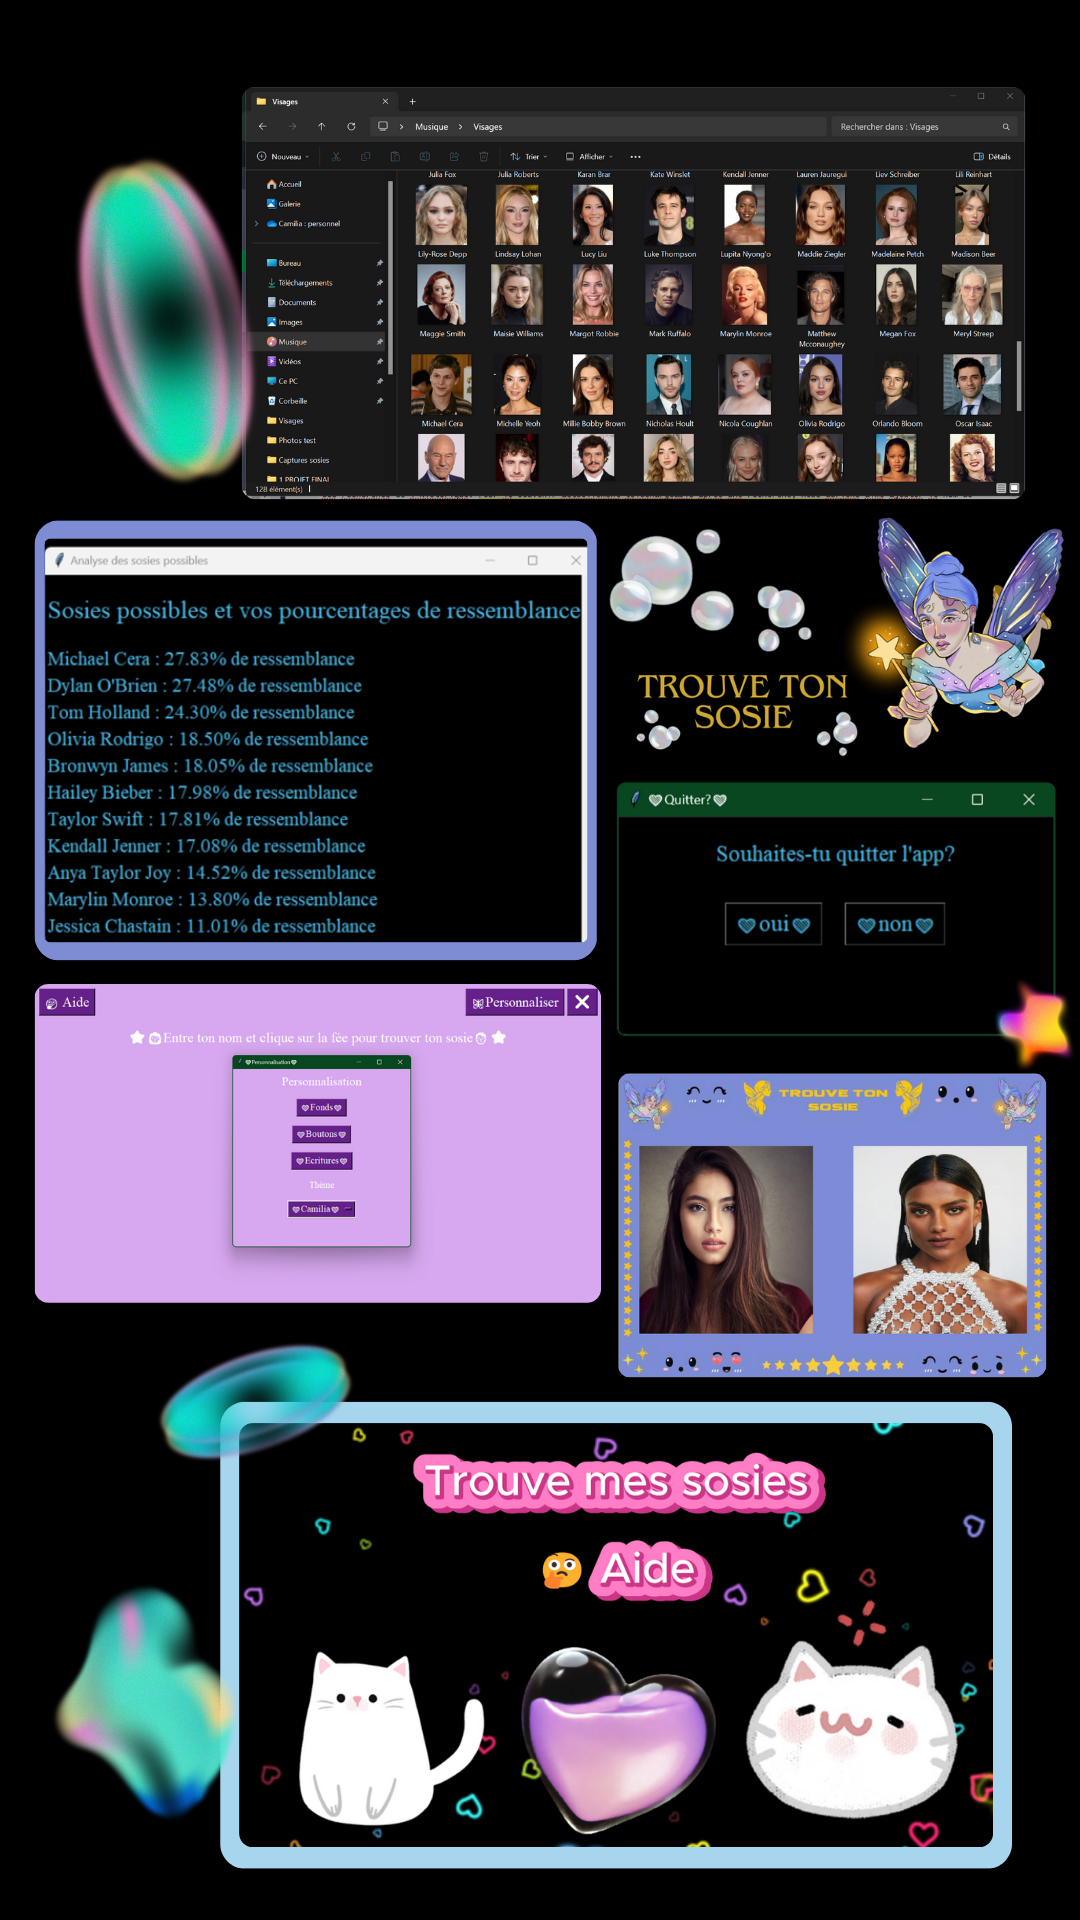 Visages
Musique
Visages
Rechercher dans : Visages
Nouveau
Trier
Afficher
Détails
Accueil
Galerie
Camilia : personnel
Bureau
Téléchargements
Documents
Images
Musique
Vidéos
Ce PC
Corbeille
Visages
Photos test
Captures sosies
1 PROJET FINAL
128 élément(s)
Julia Fox
Julia Roberts
Karan Brar
Kate Winslet
Kendall Jenner
Lauren Jauregui
Liev Schreiber
Lili Reinhart
Lily-Rose Depp
Lindsay Lohan
Lucy Liu
Luke Thompson
Lupita Nyong'o
Maddie Ziegler
Madelaine Petch
Madison Beer
Maggie Smith
Maisie Williams
Margot Robbie
Mark Ruffalo
Marylin Monroe
Matthew
Mcconaughey
Megan Fox
Meryl Streep
Michael Cera
Michelle Yeoh
Millie Bobby Brown
Nicholas Hoult
Nicola Coughlan
Olivia Rodrigo
Orlando Bloom
Oscar Isaac
Analyse des sosies possibles
Sosies possibles et vos pourcentages de ressemblance
Michael Cera : 27.83% de ressemblance
Dylan O'Brien : 27.48% de ressemblance
Tom Holland : 24.30% de ressemblance
Olivia Rodrigo : 18.50% de ressemblance
Bronwyn James : 18.05% de ressemblance
Hailey Bieber : 17.98% de ressemblance
Taylor Swift : 17.81% de ressemblance
Kendall Jenner : 17.08% de ressemblance
Anya Taylor Joy : 14.52% de ressemblance
Marylin Monroe : 13.80% de ressemblance
Jessica Chastain : 11.01% de ressemblance
TROUVE TON
SOSIE
Quitter?
Souhaites-tu quitter l'app?
oui
non
Aide
Personnaliser
Entre ton nom et clique sur la fée pour trouver ton sosie
Personnalisation
Personnalisation
Fonds
Boutons
Ecritures
Thème
Camilia
TROUVE TON
SOSIE
Trouve mes sosies
Aide